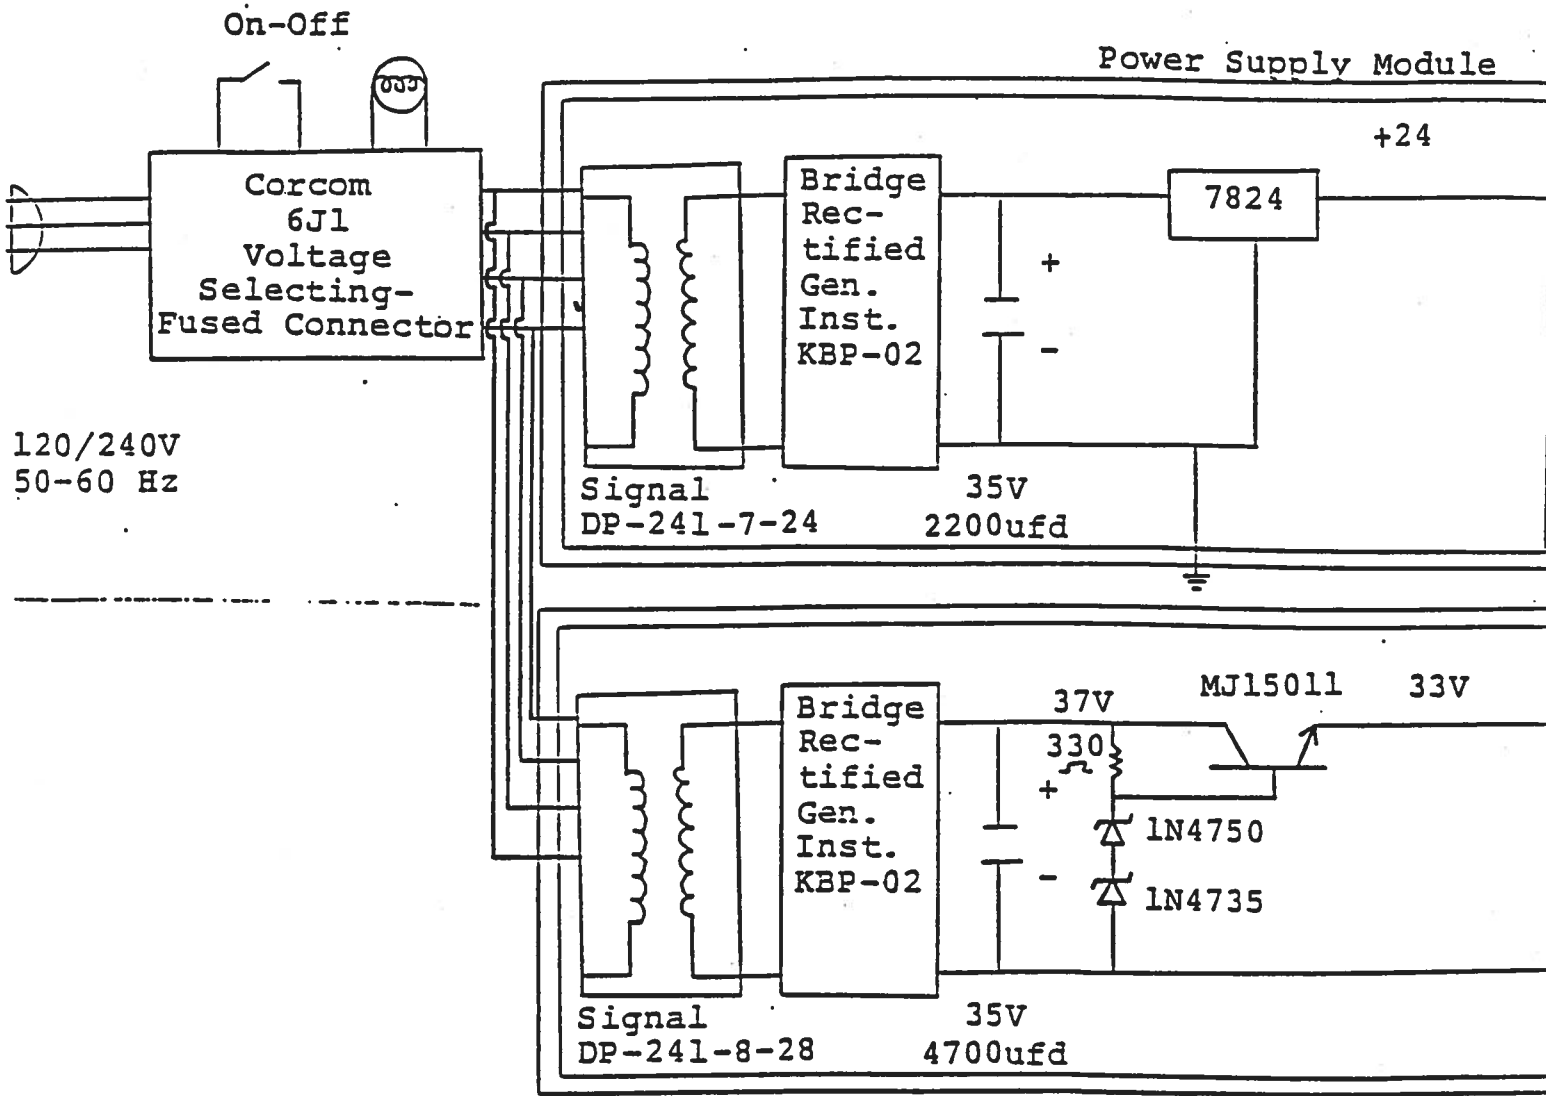 On-Off
Power Supply Module
+24
Corcom
6J1
Voltage
Selecting-
Fused Connector
Bridge
Rec-
tified
Gen.
Inst.
KBP-02
7824
+
-
120/240V
50-60 Hz
Signal
DP-241-7-24
35V
2200ufd
Bridge
Rec-
tified
Gen.
Inst.
KBP-02
37V
MJ15011
33V
330
+
-
1N4750
1N4735
Signal
DP-241-8-28
35V
4700ufd